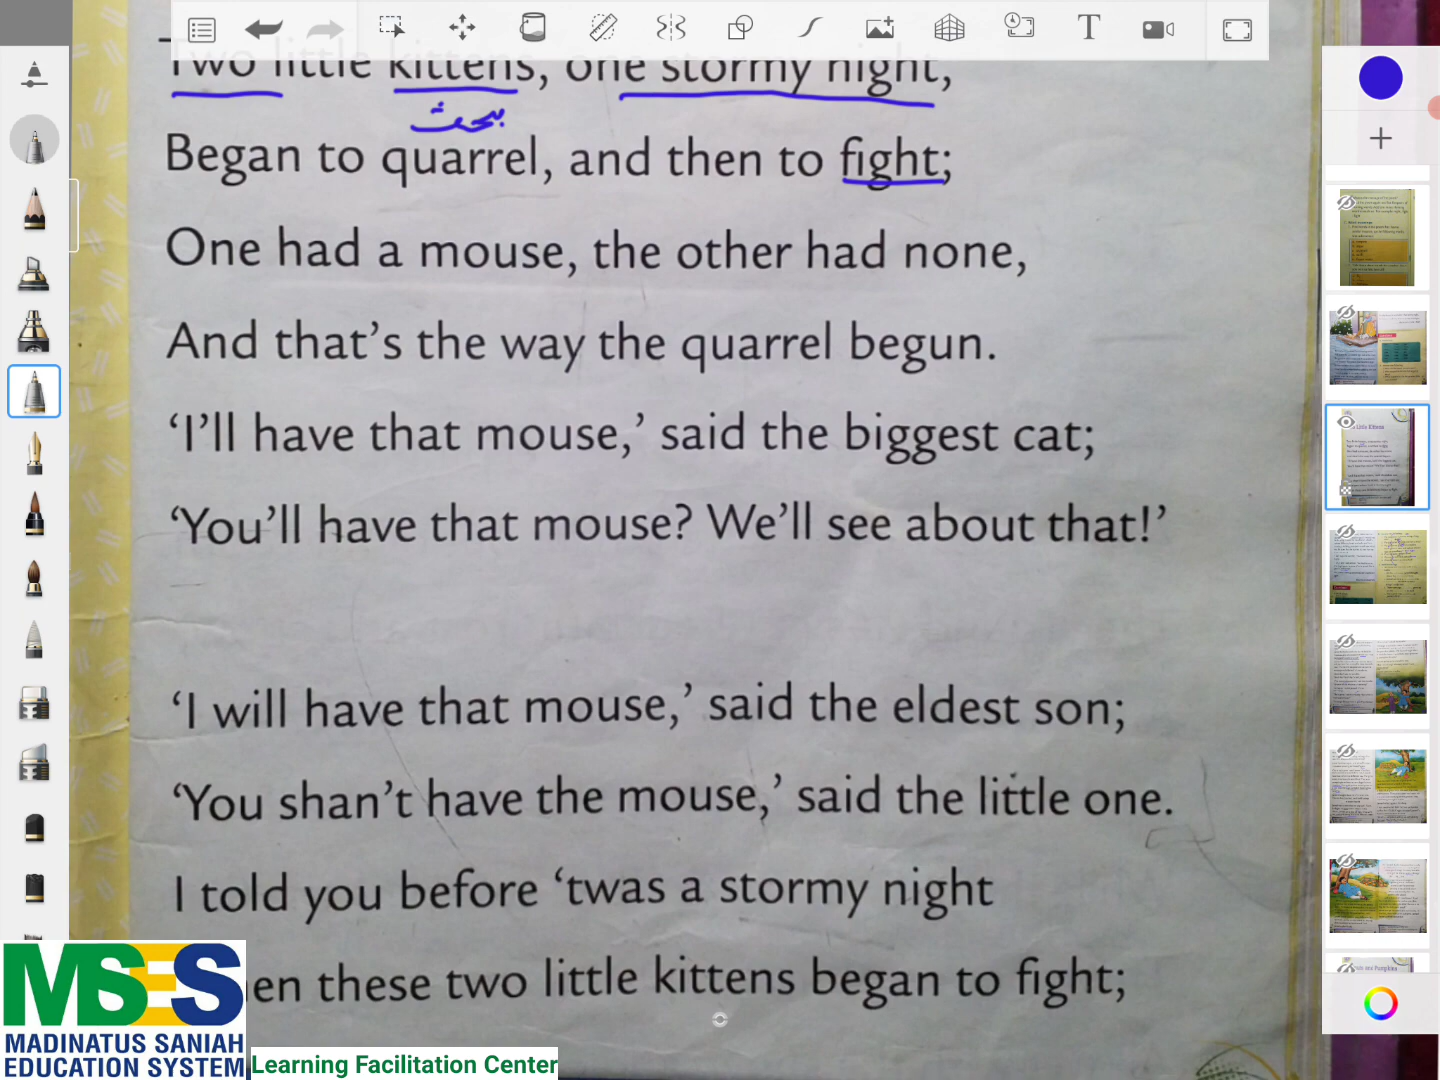 Two little kittens, one stormy night,
بحث
Began to quarrel, and then to fight;
One had a mouse, the other had none,
And that's the way the quarrel begun.
‘I'll have that mouse,’ said the biggest cat;
‘You'll have that mouse? We'll see about that!’
‘I will have that mouse,’ said the eldest son;
‘You shan't have the mouse,’ said the little one.
I told you before ‘twas a stormy night
en these two little kittens began to fight;
MSES
MADINATUS SANIAH
EDUCATION SYSTEM
Learning Facilitation Center
T